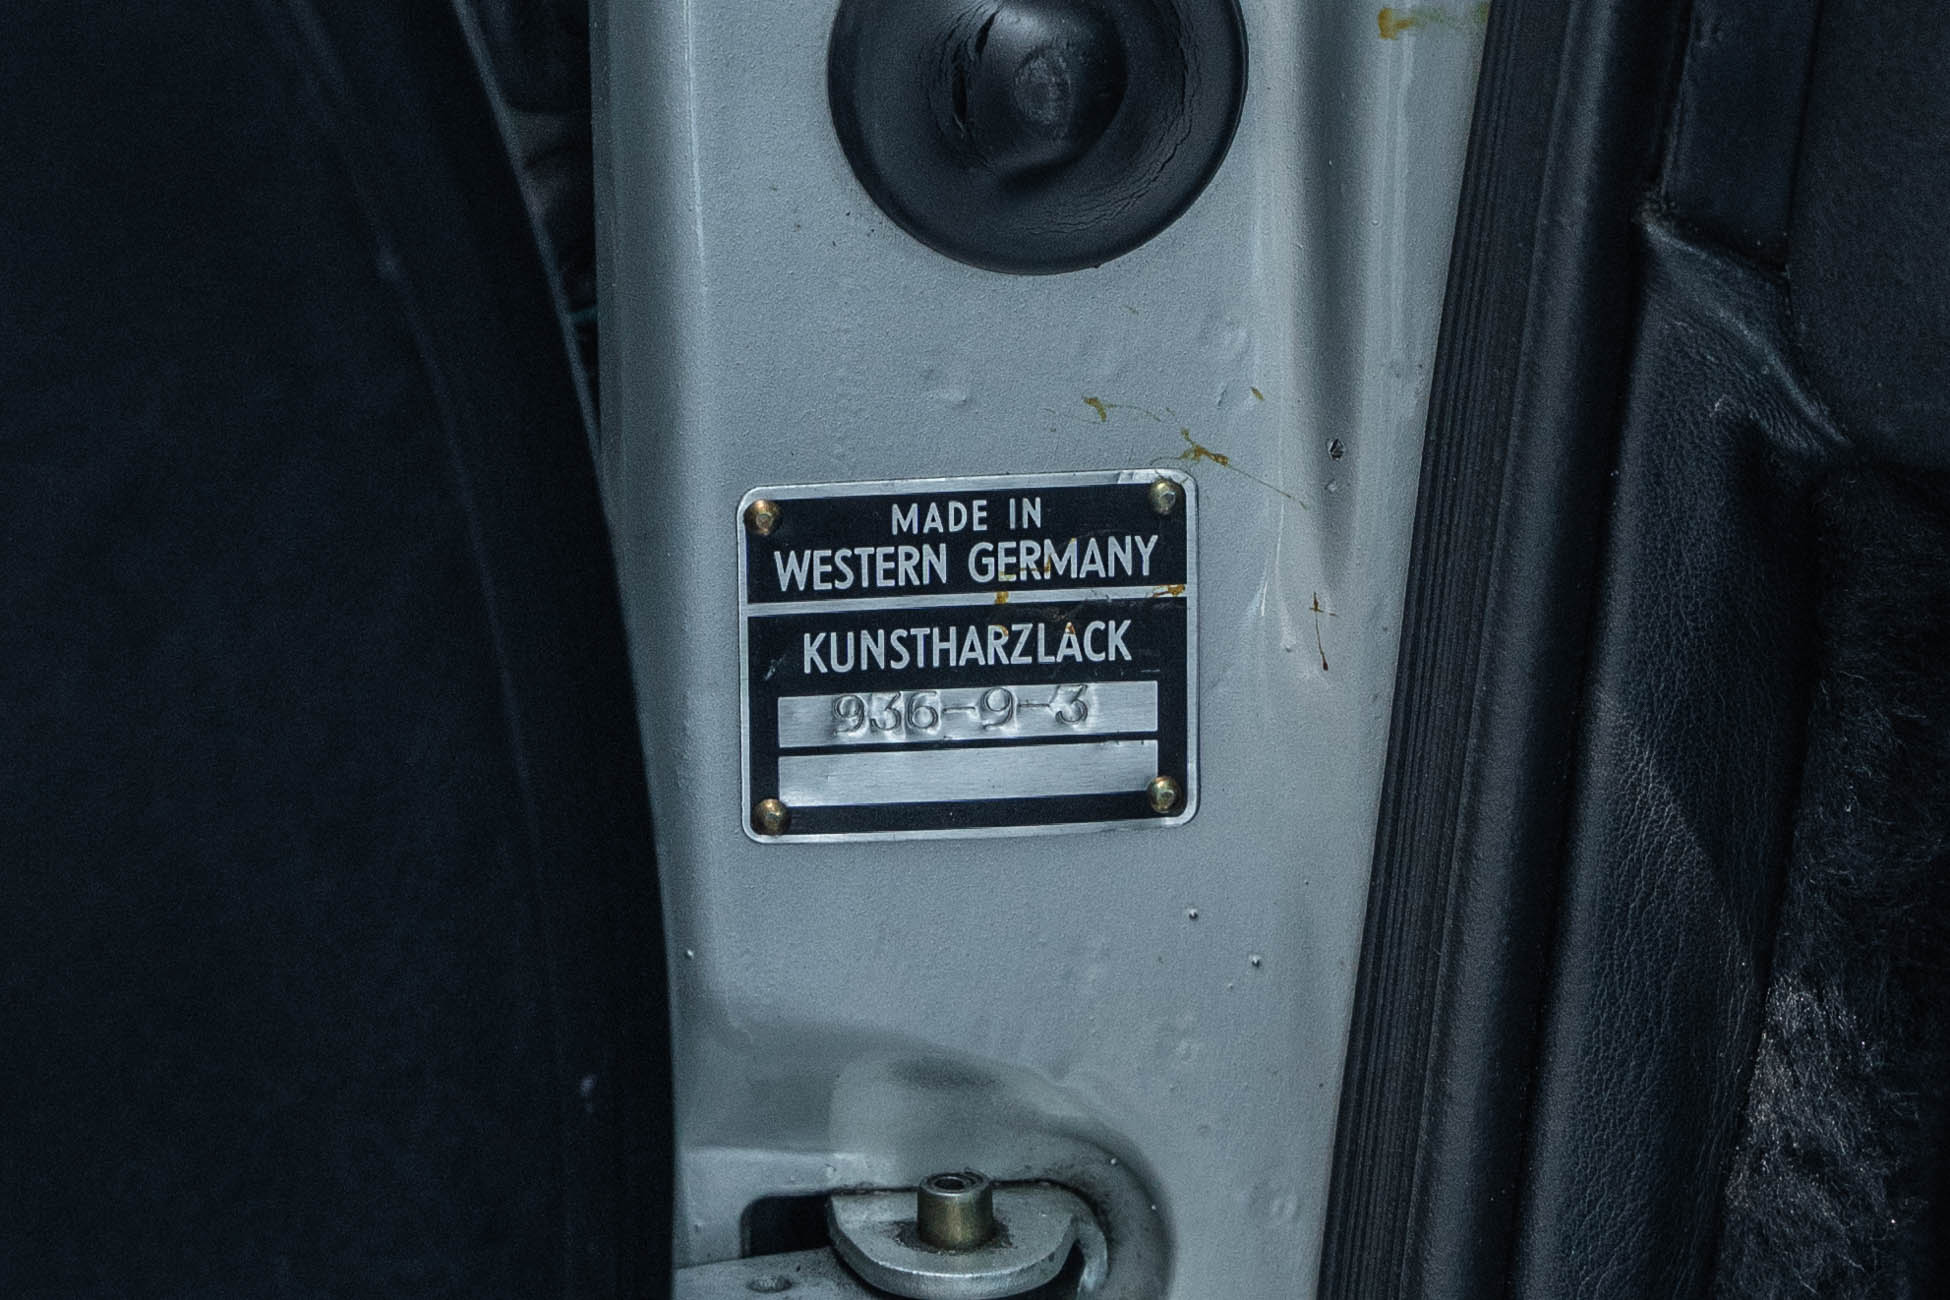 MADE IN
WESTERN GERMANY
KUNSTHARZLACK
936-9-3